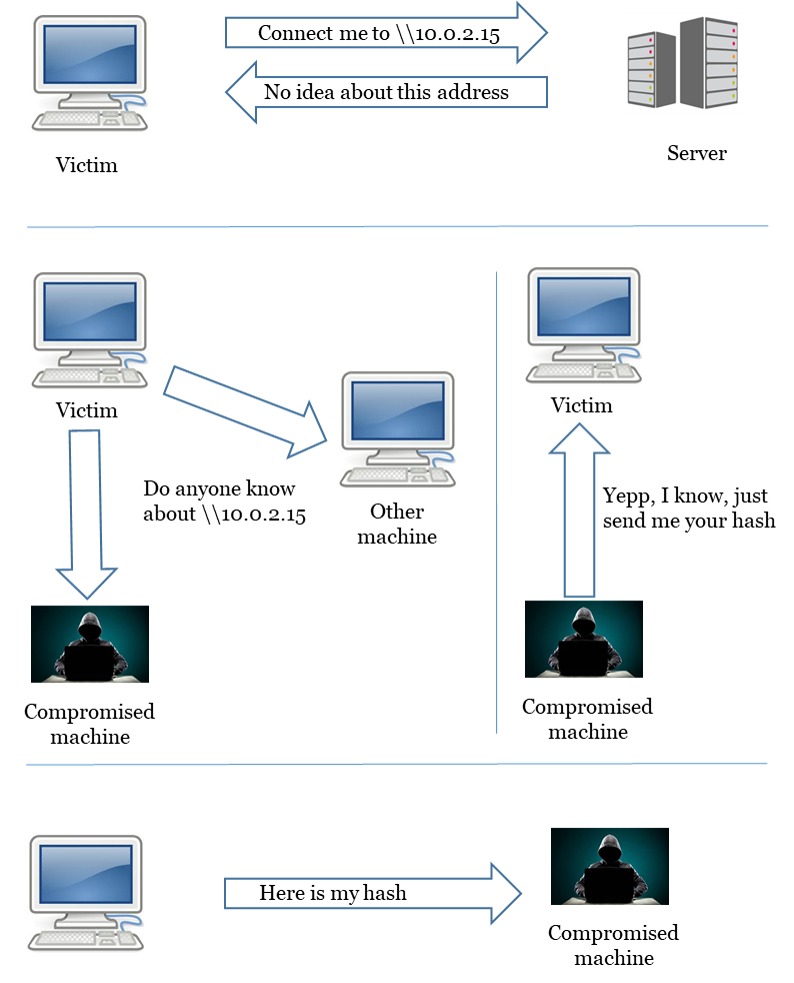 Connect me to \\10.0.2.15
No idea about this address
Victim
Server
Victim
Do anyone know
about \\10.0.2.15
Other
machine
Compromised
machine
Victim
Yepp, I know, just
send me your hash
Compromised
machine
Here is my hash
Compromised
machine